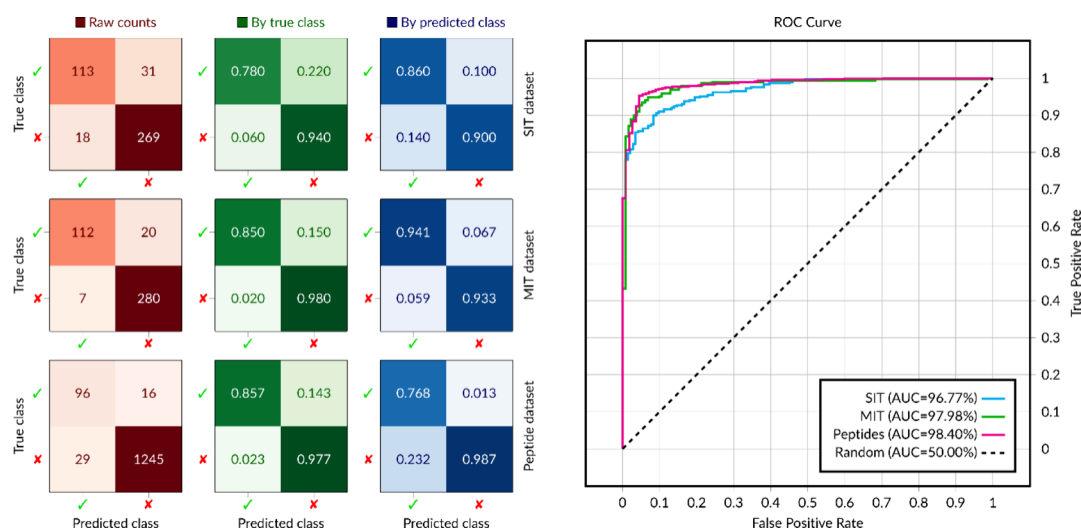 Raw counts
By true class
By predicted class
True class
✓ 113 31
✓ 0.780 0.220
✓ 0.860 0.100
✘ 18 269
✘ 0.060 0.940
✘ 0.140 0.900
✓ ✘
✓ ✘
✓ ✘
SIT dataset
True class
✓ 112 20
✓ 0.850 0.150
✓ 0.941 0.067
✘ 7 280
✘ 0.020 0.980
✘ 0.059 0.933
✓ ✘
✓ ✘
✓ ✘
MIT dataset
True class
✓ 96 16
✓ 0.857 0.143
✓ 0.768 0.013
✘ 29 1245
✘ 0.023 0.977
✘ 0.232 0.987
✓ ✘
✓ ✘
✓ ✘
Peptide dataset
Predicted class
Predicted class
Predicted class
ROC Curve
1
0.9
0.8
0.7
0.6
0.5
0.4
0.3
0.2
0.1
0
True Positive Rate
SIT (AUC=96.77%)
MIT (AUC=97.98%)
Peptides (AUC=98.40%)
Random (AUC=50.00%)
0 0.1 0.2 0.3 0.4 0.5 0.6 0.7 0.8 0.9 1
False Positive Rate